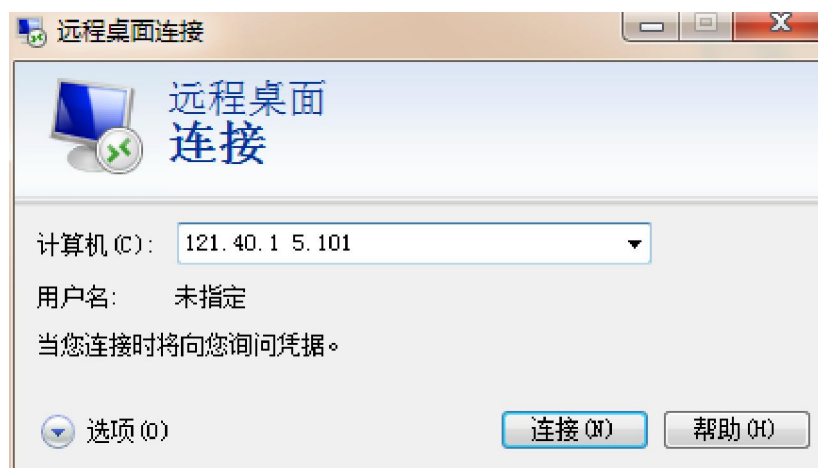 远程桌面连接
远程桌面
连接
计算机(C): 121.40.1 5.101
用户名: 未指定
当您连接时将向您询问凭据。
选项(O) 连接(N) 帮助(H)